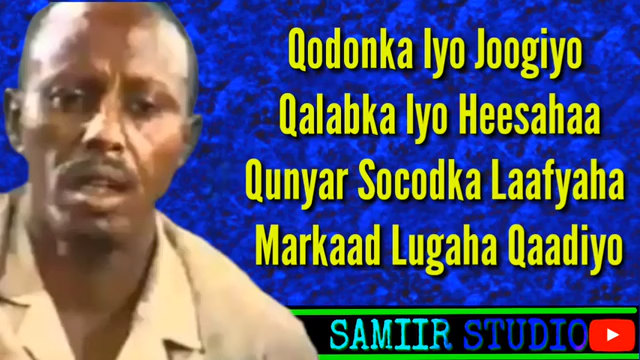 Qodonka Iyo Joogiyo
Qalabka Iyo Heesahaa
Qunyar Socodka Laafyaha
Markaad Lugaha Qaadiyo
SAMIIR STUDIO